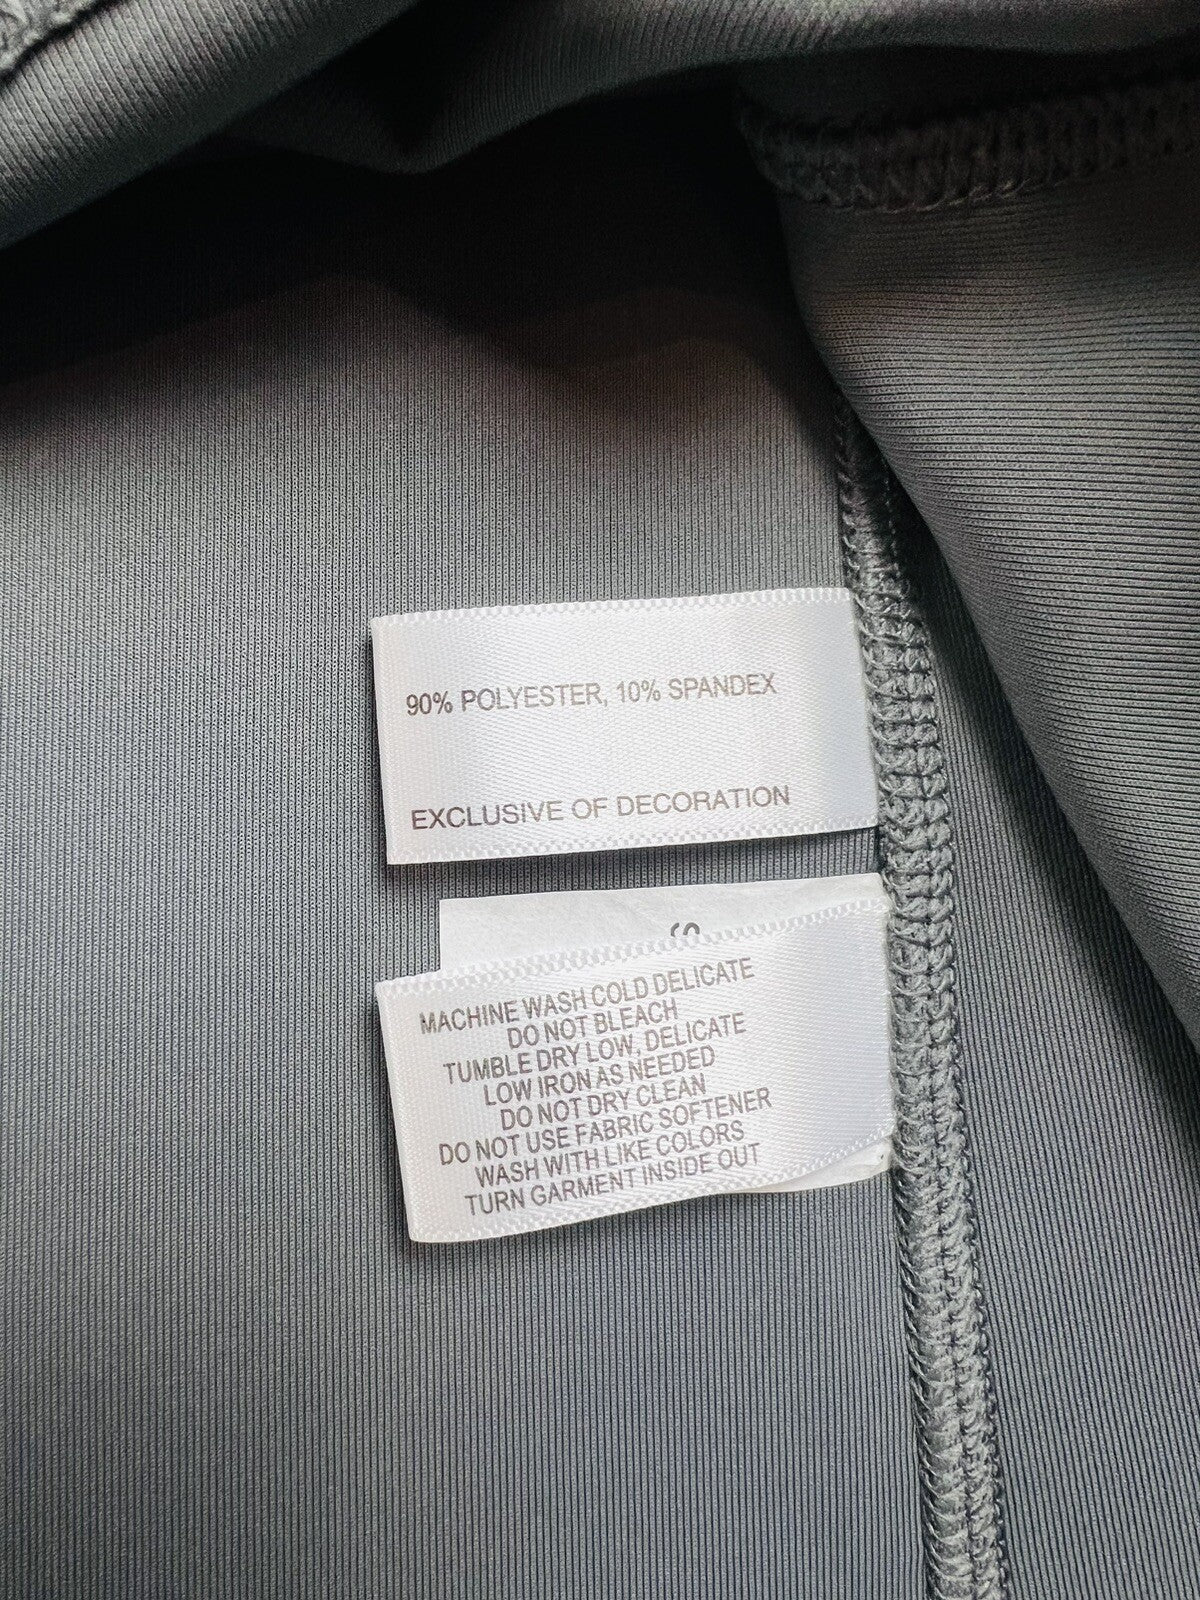 90% POLYESTER, 10% SPANDEX
EXCLUSIVE OF DECORATION
MACHINE WASH COLD DELICATE
DO NOT BLEACH
TUMBLE DRY LOW, DELICATE
LOW IRON AS NEEDED
DO NOT DRY CLEAN
DO NOT USE FABRIC SOFTENER
WASH WITH LIKE COLORS
TURN GARMENT INSIDE OUT